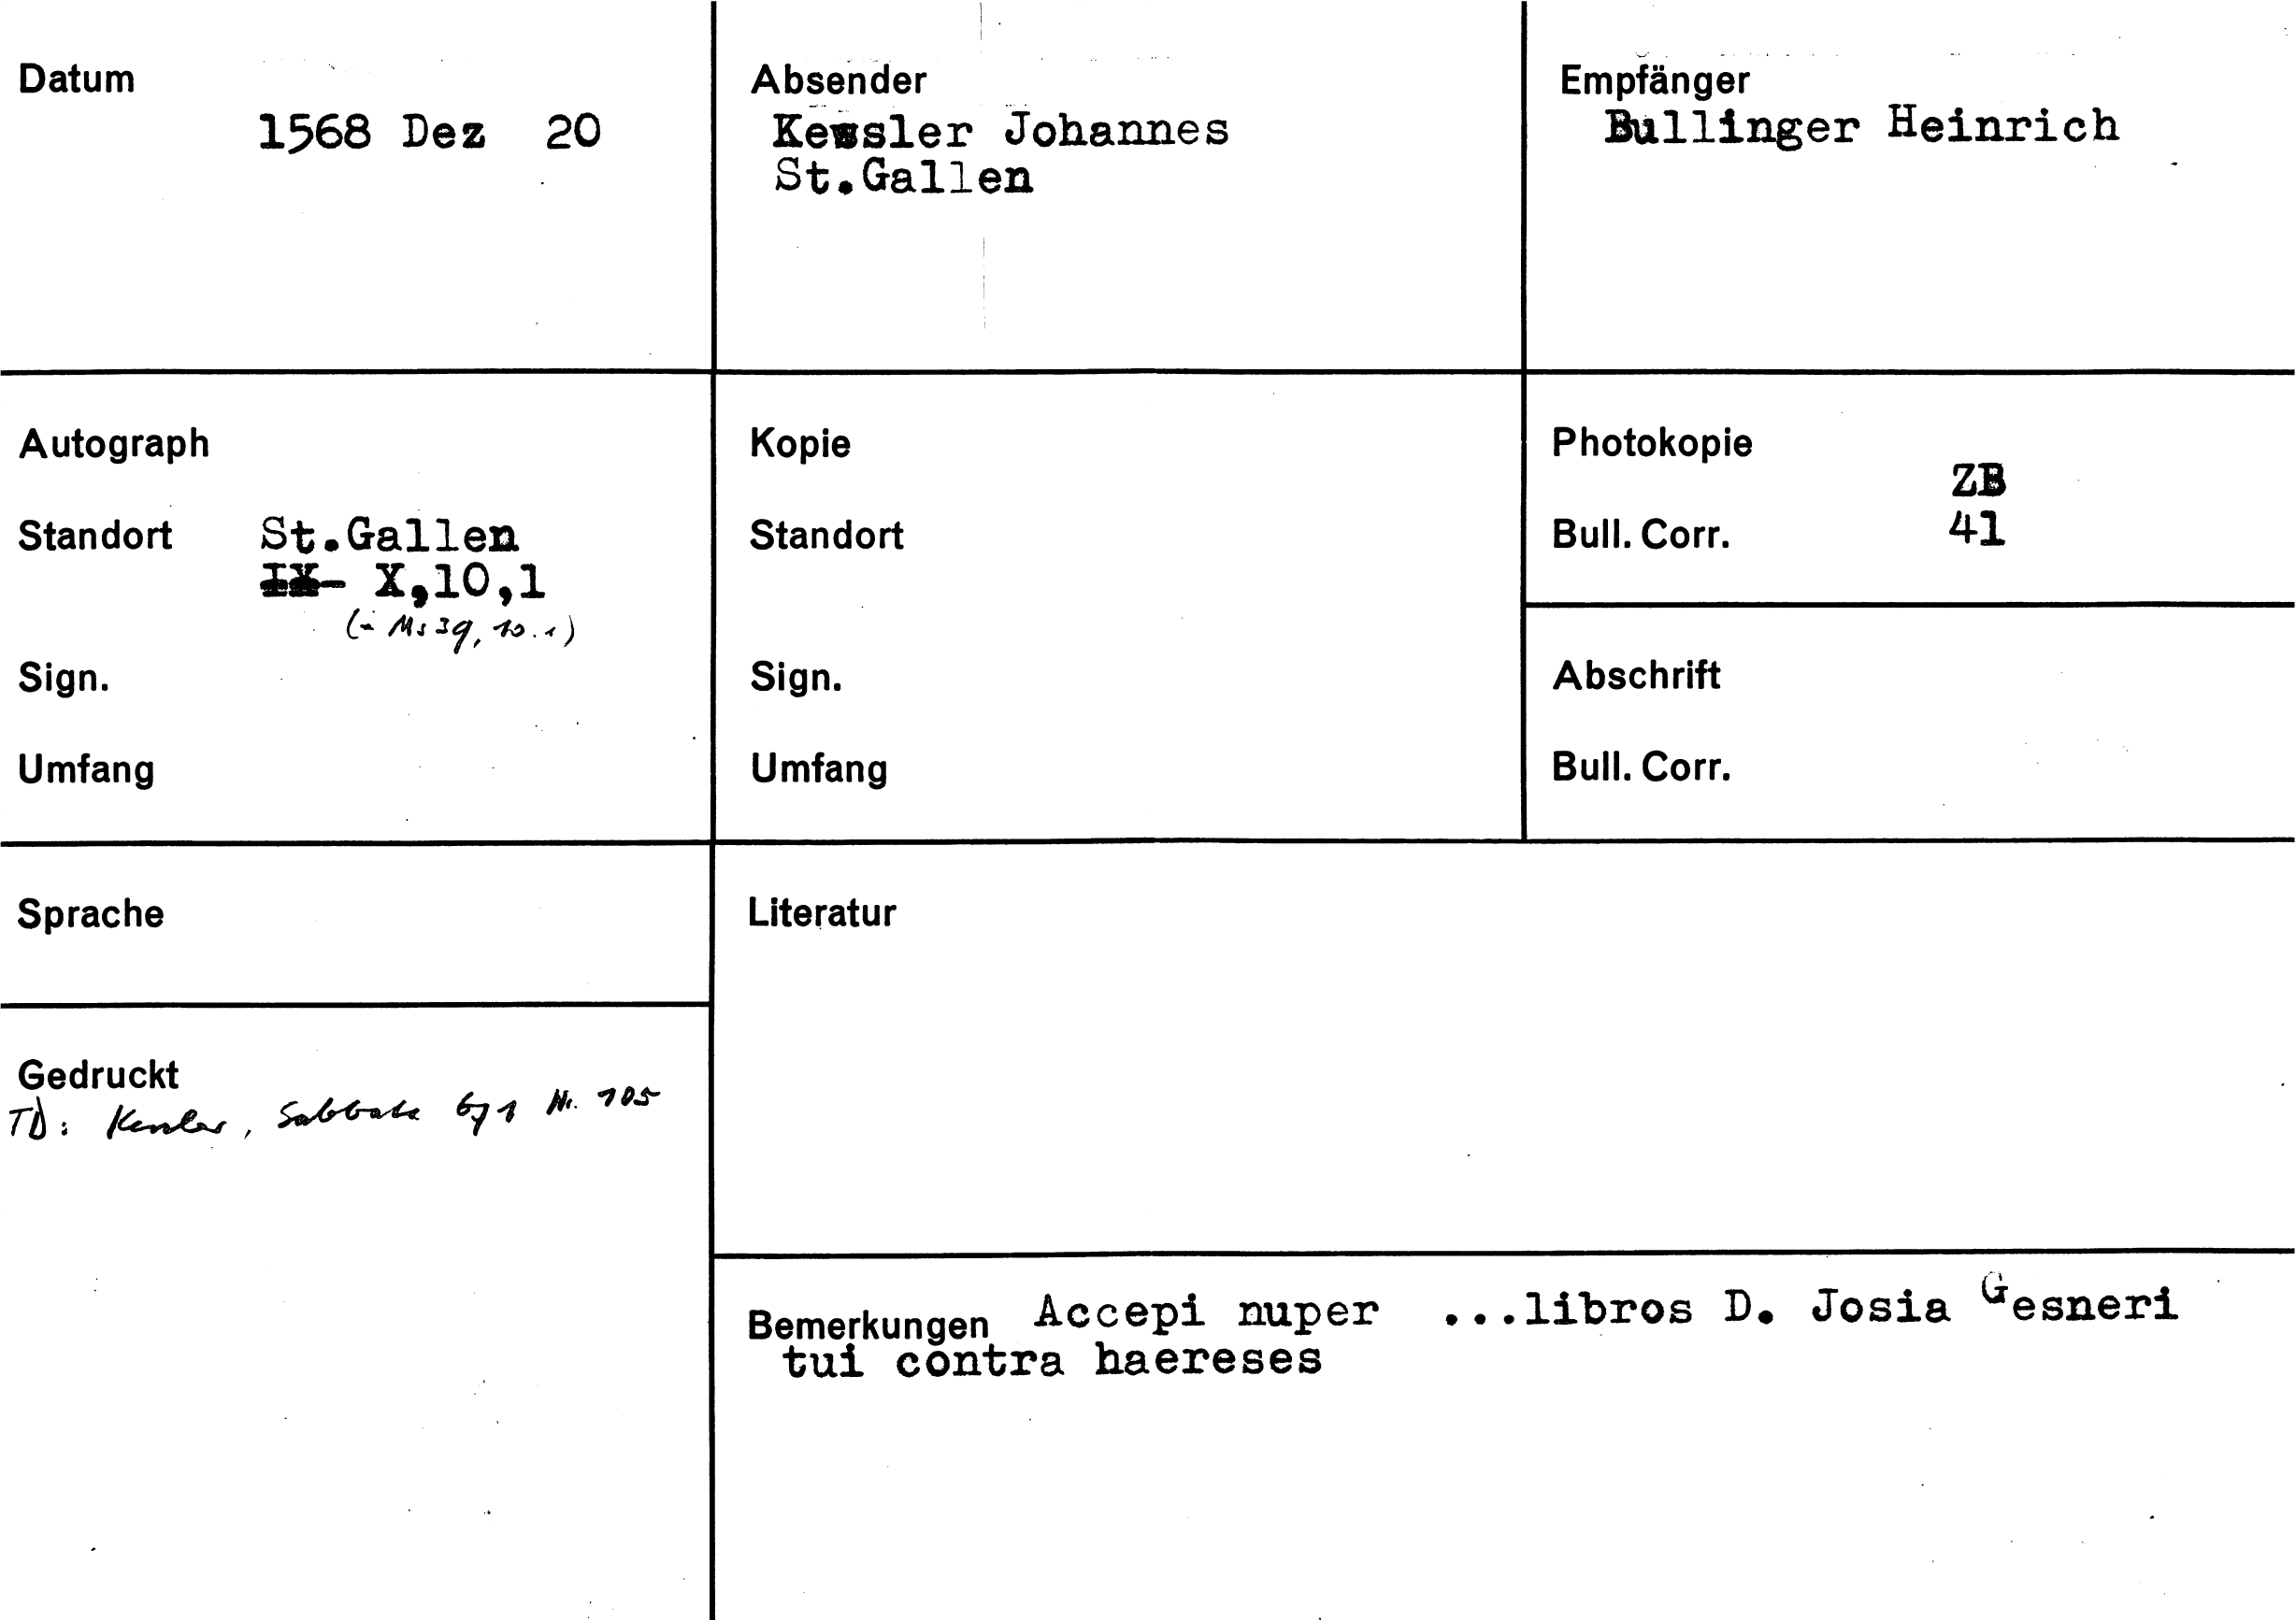 Datum
1568 Dez 20
Absender
Kessler Johannes
St.Gallen
Empfänger
Bullinger Heinrich
Autograph
Standort St.Gallen
IX- X,10,1
(= Ms 39, 10.1)
Sign.
Umfang
Kopie
Standort
Sign.
Umfang
Photokopie
ZB
Bull. Corr. 41
Abschrift
Bull. Corr.
Sprache
Literatur
Gedruckt
TD: Kessler, Sabbata 671 Nr. 105
Bemerkungen Accepi nuper ...libros D. Josia Gesneri
tui contra haereses